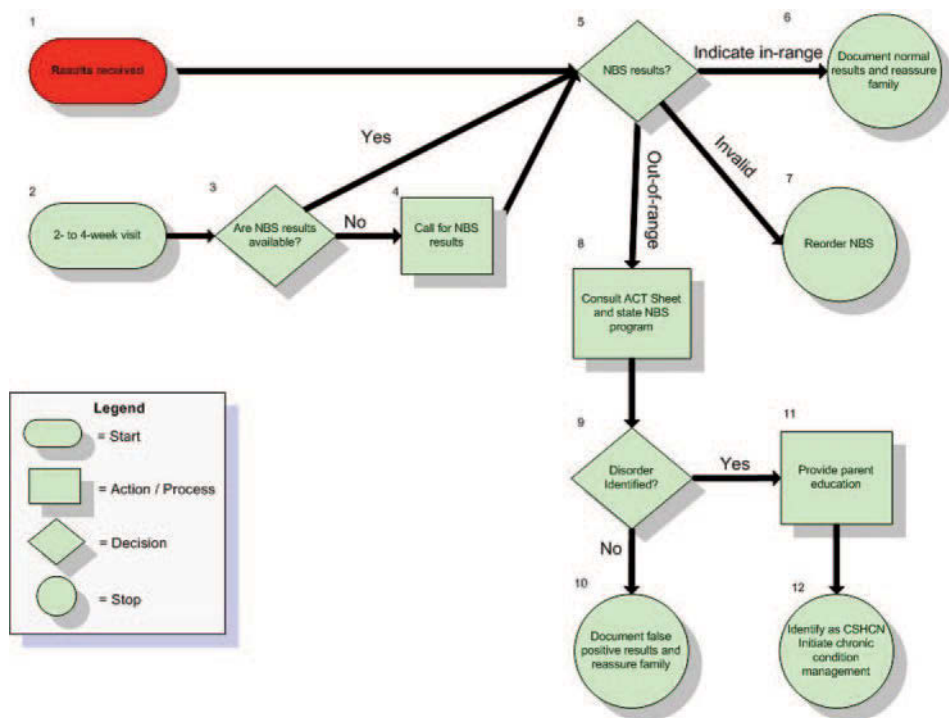 1
Results received
5
NBS results?
Indicate in-range
6
Document normal
results and reassure
family
Yes
Invalid
7
Reorder NBS
2
2- to 4-week visit
3
Are NBS results
available?
No
4
Call for NBS
results
Out-of-range
8
Consult ACT Sheet
and state NBS
program
9
Disorder
Identified?
Yes
11
Provide parent
education
No
10
Document false
positive results and
reassure family
12
Identify as CSHCN
Initiate chronic
condition
management
Legend
= Start
= Action / Process
= Decision
= Stop